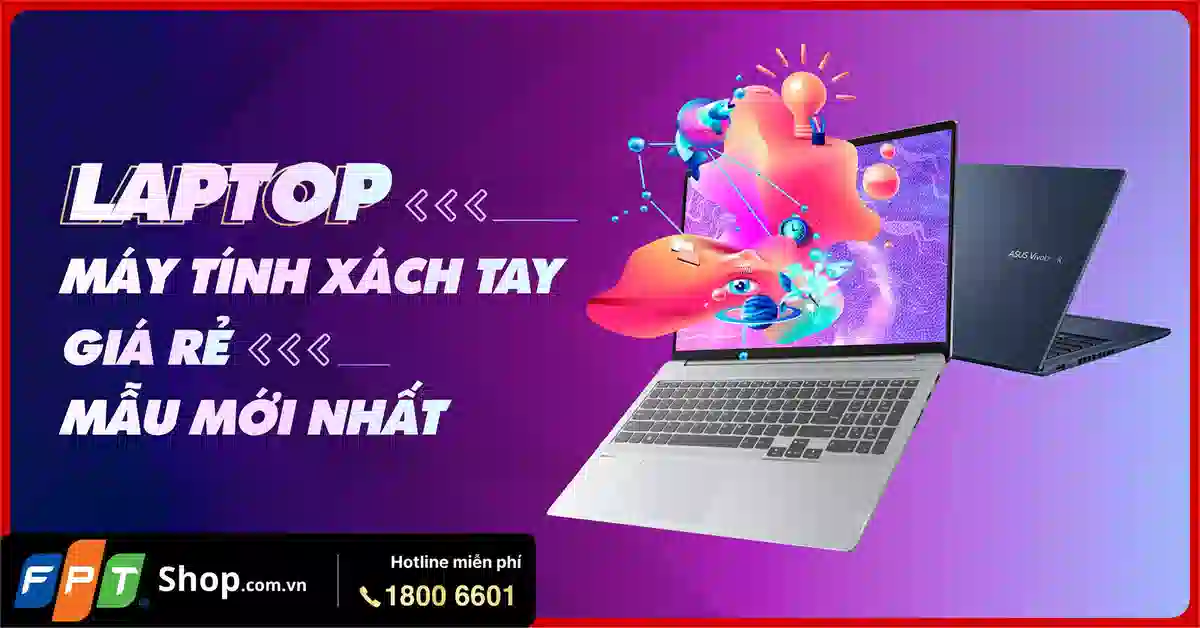 LAPTOP
MÁY TÍNH XÁCH TAY
GIÁ RẺ
MẪU MỚI NHẤT
ASUS
FPT Shop.com.vn
Hotline miễn phí
1800 6601